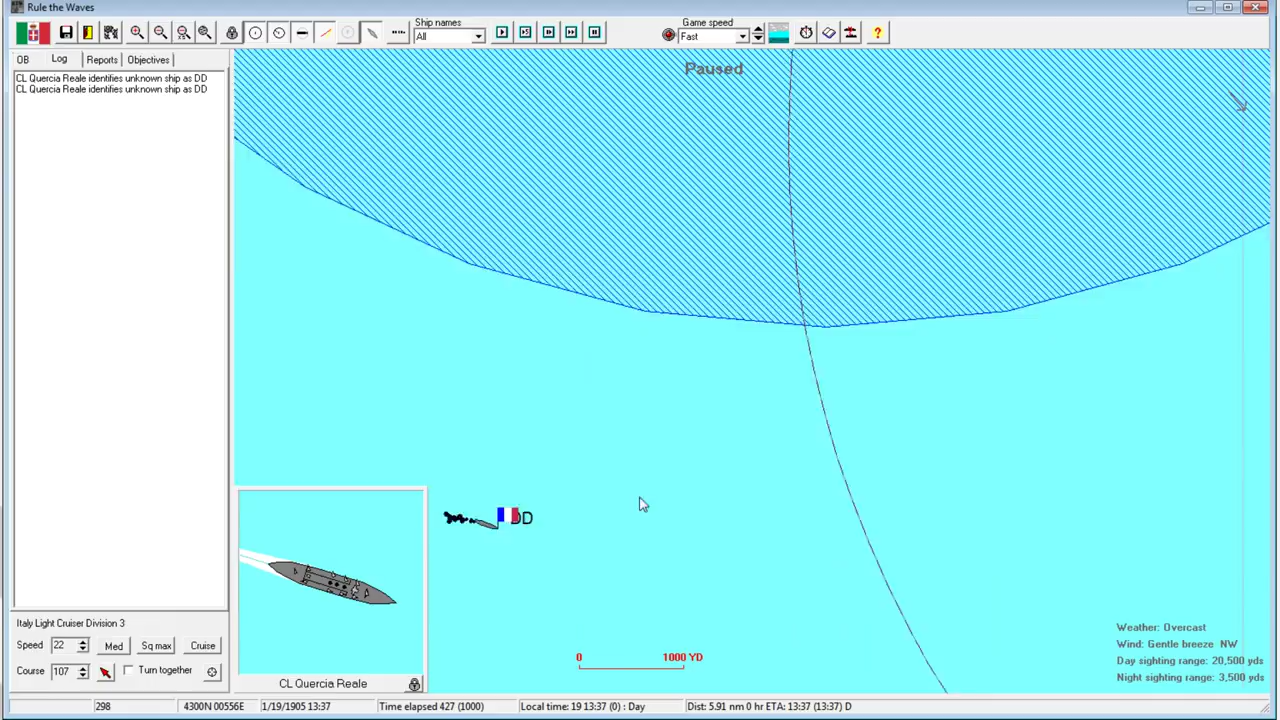 Rule the Waves
Ship names
All
Game speed
Fast
?
OB
Log
Reports
Objectives
Paused
CL Quercia Reale identifies unknown ship as DD
CL Quercia Reale identifies unknown ship as DD
DD
Italy Light Cruiser Division 3
Speed 22 Med Sq max Cruise
Course 107 Turn together
CL Quercia Reale
0 1000 YD
Weather: Overcast
Wind: Gentle breeze NW
Day sighting range: 20,500 yds
Night sighting range: 3,500 yds
298 4300N 00556E 1/19/1905 13:37 Time elapsed 427 (1000) Local time: 19 13:37 (0) : Day Dist: 5.91 nm 0 hr ETA: 13:37 (13:37) D